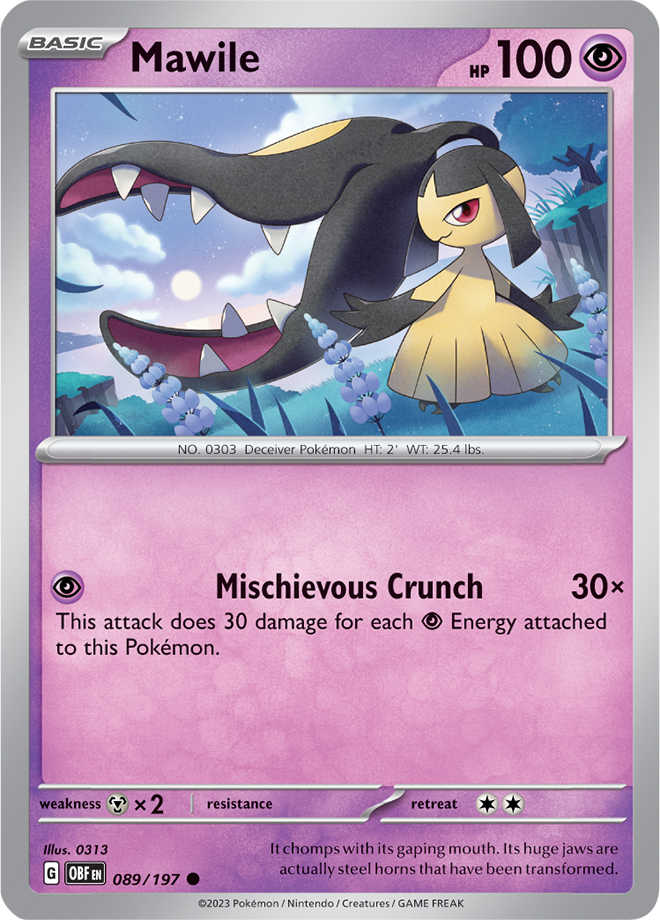 BASIC
Mawile
HP 100
NO. 0303 Deceiver Pokémon HT: 2' WT: 25.4 lbs.
Mischievous Crunch 30×
This attack does 30 damage for each Energy attached
to this Pokémon.
weakness ×2 resistance retreat
Illus. 0313
It chomps with its gaping mouth. Its huge jaws are
actually steel horns that have been transformed.
G OBF EN 089/197
©2023 Pokémon / Nintendo / Creatures / GAME FREAK